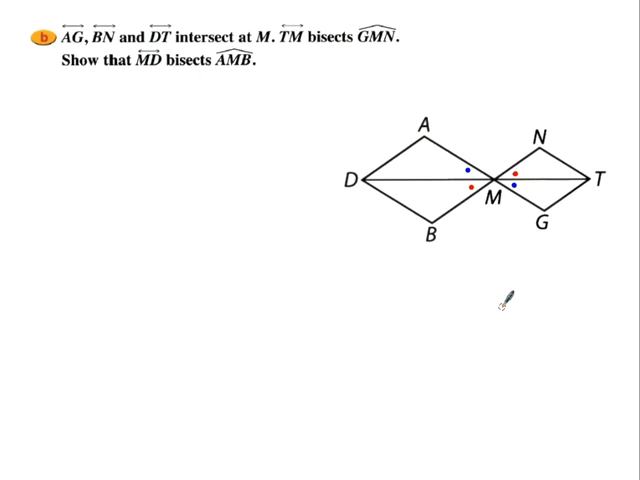 b AG, BN and DT intersect at M. TM bisects GMN.
Show that MD bisects AMB.
A
N
D
T
M
B
G